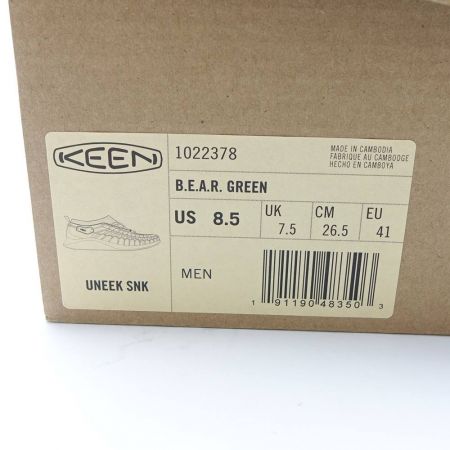 KEEN
1022378
MADE IN CAMBODIA
FABRIQUÉ AU CAMBODGE
HECHO EN CAMBOYA
B.E.A.R. GREEN
US 8.5
UK 7.5
CM 26.5
EU 41
UNEEK SNK
MEN
1 91190 48350 3